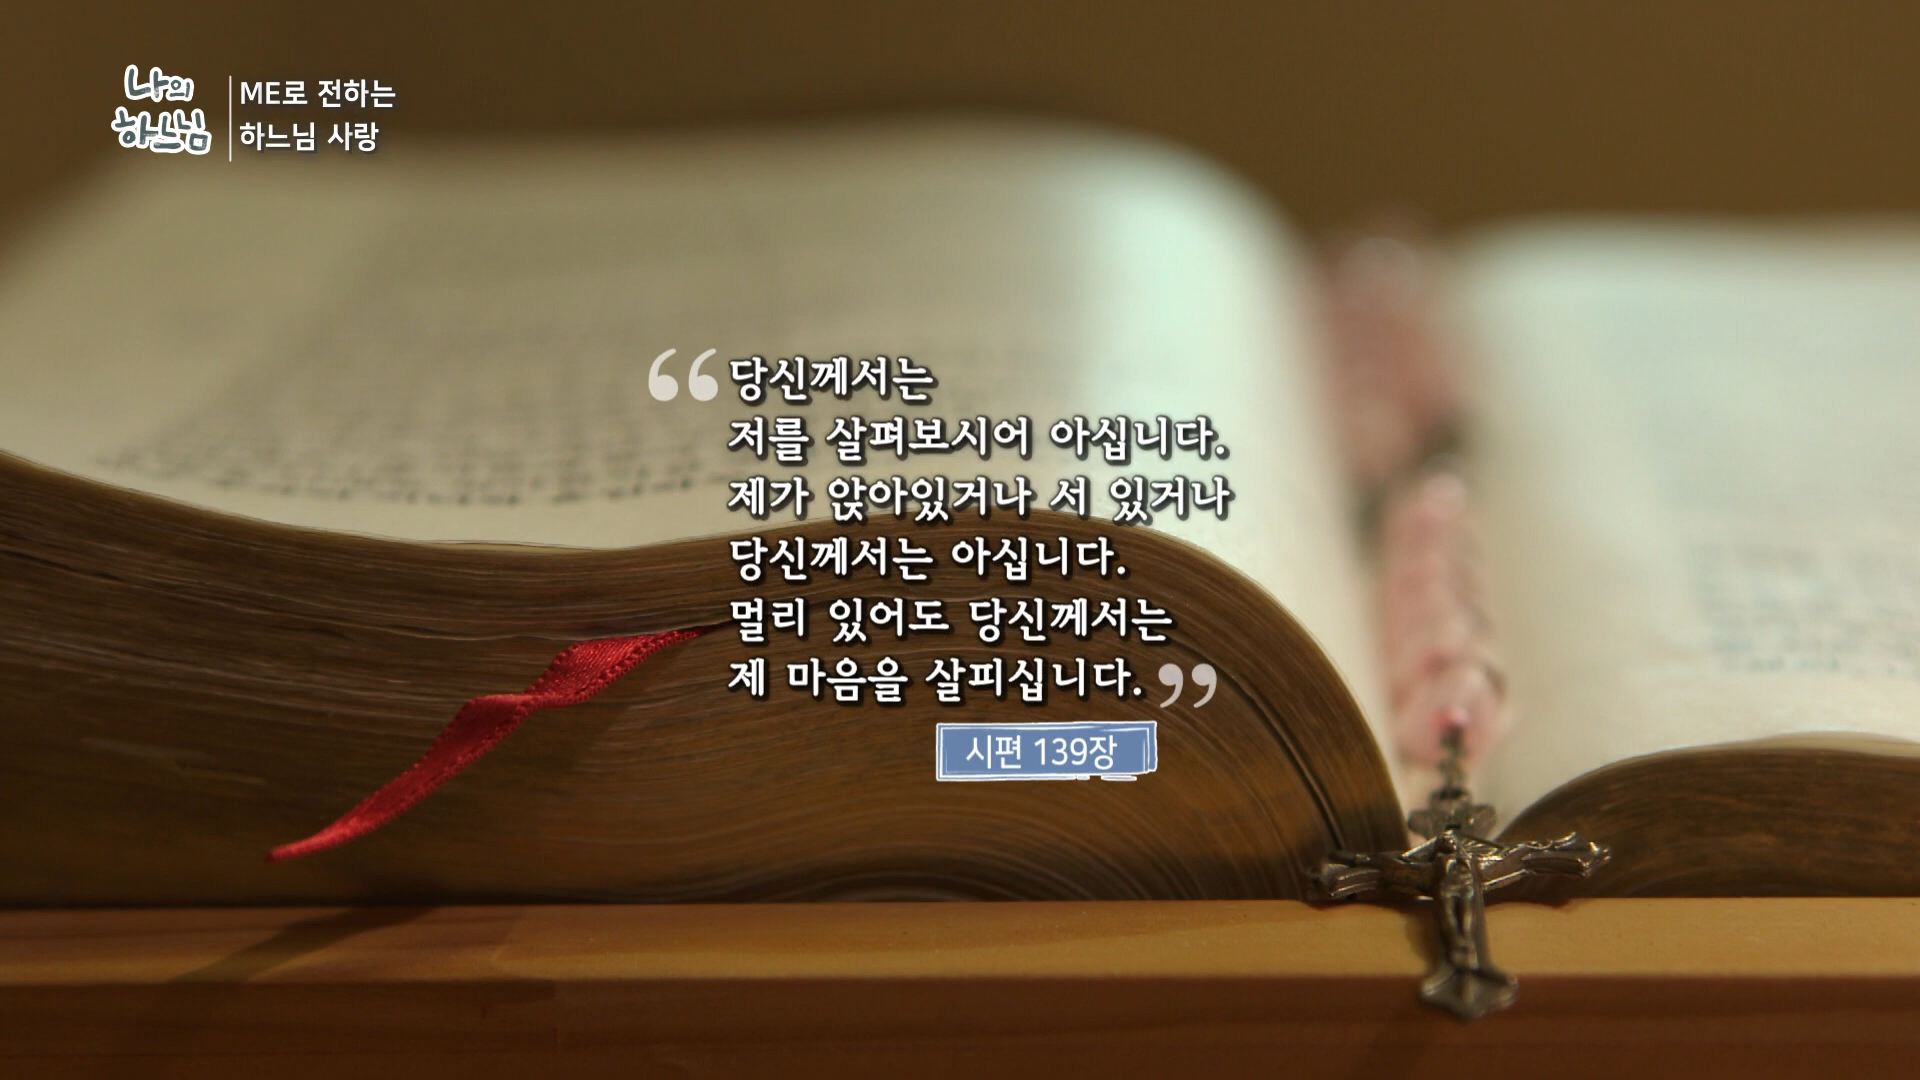 나의
하느님
ME로 전하는
하느님 사랑
“당신께서는
저를 살펴보시어 아십니다.
제가 앉아있거나 서 있거나
당신께서는 아십니다.
멀리 있어도 당신께서는
제 마음을 살피십니다.”
시편 139장